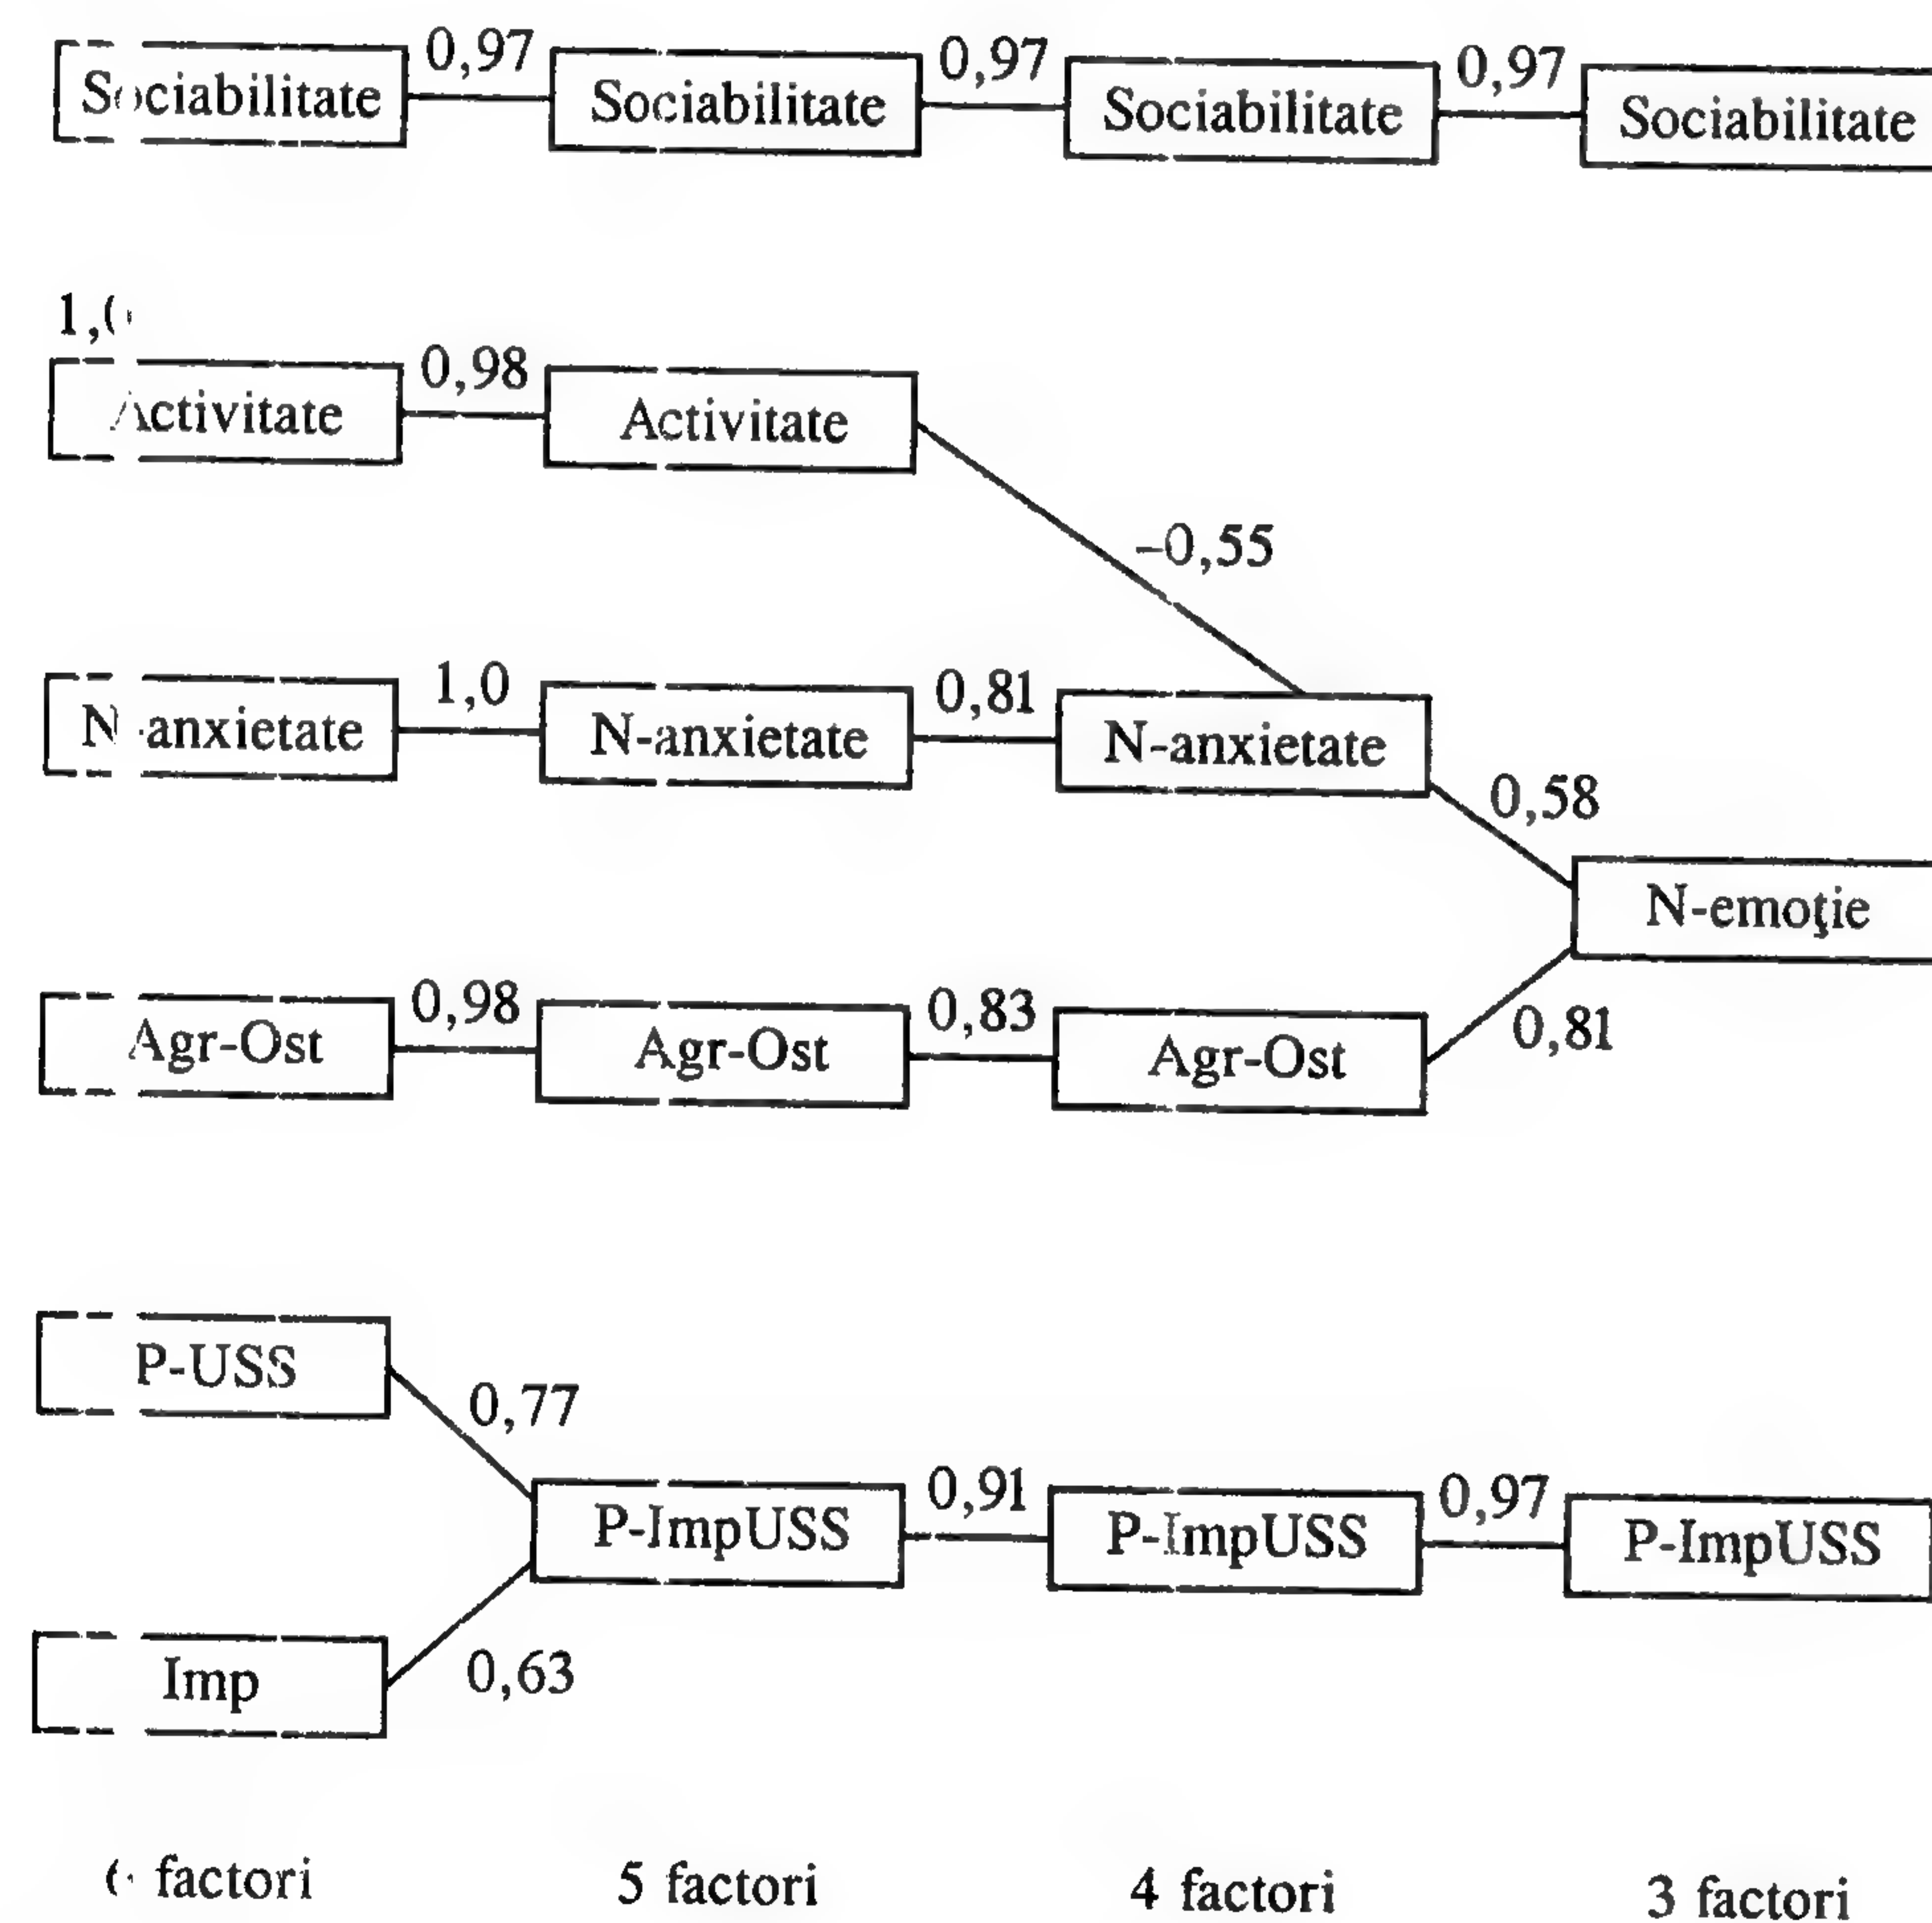 0,97 0,97 0,97
Sociabilitate Sociabilitate Sociabilitate Sociabilitate
0,98
Activitate Activitate
–0,55
1,0 0,81
N-anxietate N-anxietate N-anxietate
0,58
N-emoţie
0,98 0,83
Agr-Ost Agr-Ost Agr-Ost
0,81
P-USS
0,77
0,91 0,97
P-ImpUSS P-ImpUSS P-ImpUSS
Imp
0,63
6 factori 5 factori 4 factori 3 factori